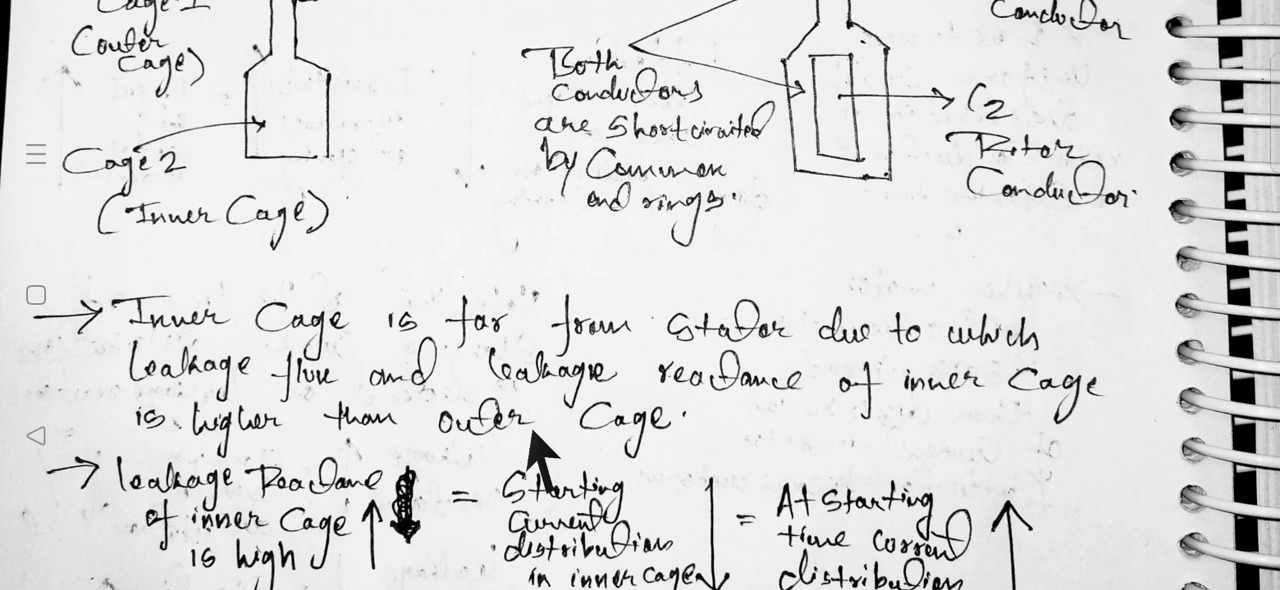 Cage 1
(outer
cage)
Cage 2
(Inner Cage)
Both
Conductors
are shortcircuited
by Common
end rings.
Conductor
C2
Rotor
Conductor.
→ Inner Cage is far from Stator due to which
leakage flux and leakage reactance of inner Cage
is higher than outer Cage.
→ leakage Reactane
of inner Cage
is high
= Starting
Current
distribution
in inner cage
= At starting
time current
distribution